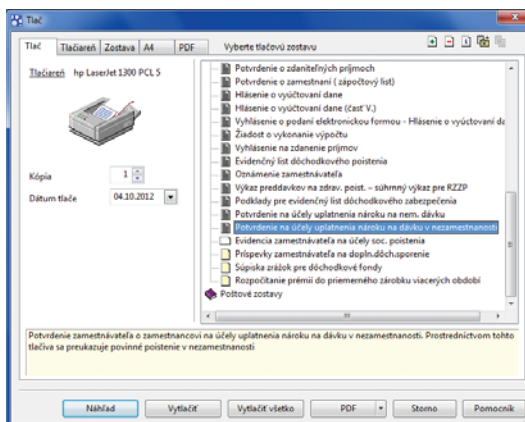 Tlač
Tlač Tlačiareň Zostava A4 PDF Vyberte tlačovú zostavu
Tlačiareň hp LaserJet 1300 PCL 5
Kópia 1
Dátum tlače 04.10.2012
Potvrdenie o zdaniteľných príjmoch
Potvrdenie o zamestnaní ( zápočtový list)
Hlásenie o vyúčtovaní dane
Hlásenie o vyúčtovaní dane (časť V.)
Vyhlásenie o podaní elektronickou formou - Hlásenie o vyúctovaní da
Žiadosť o vykonanie výpočtu
Vyhlásenie na zdanenie príjmov
Evidenčný list dôchodkového poistenia
Oznámenie zamestnávateľa
Výkaz preddavkov na zdrav. poist. – súhrnný výkaz pre RZZP
Podklady pre evidenčný list dôchodkového zabezpečenia
Potvrdenie na účely uplatnenia nároku na nem. dávku
Potvrdenie na účely uplatnenia nároku na dávku v nezamestnanosti
Evidencia zamestnávateľa na účely soc. poistenia
Príspevky zamestnávateľa na dopln.dôch.sporenie
Súpiska zrážok pre dôchodkové fondy
Rozpočítanie prémií do priemerného zárobku viacerých období
Poštové zostavy
Potvrdenie zamestnávateľa o zamestnancovi na účely uplatnenia nároku na dávku v nezamestnanosti. Prostredníctvom tohto
tlačiva sa preukazuje povinné poistenie v nezamestnanosti
Náhľad Vytlačiť Vytlačiť všetko PDF Storno Pomocník